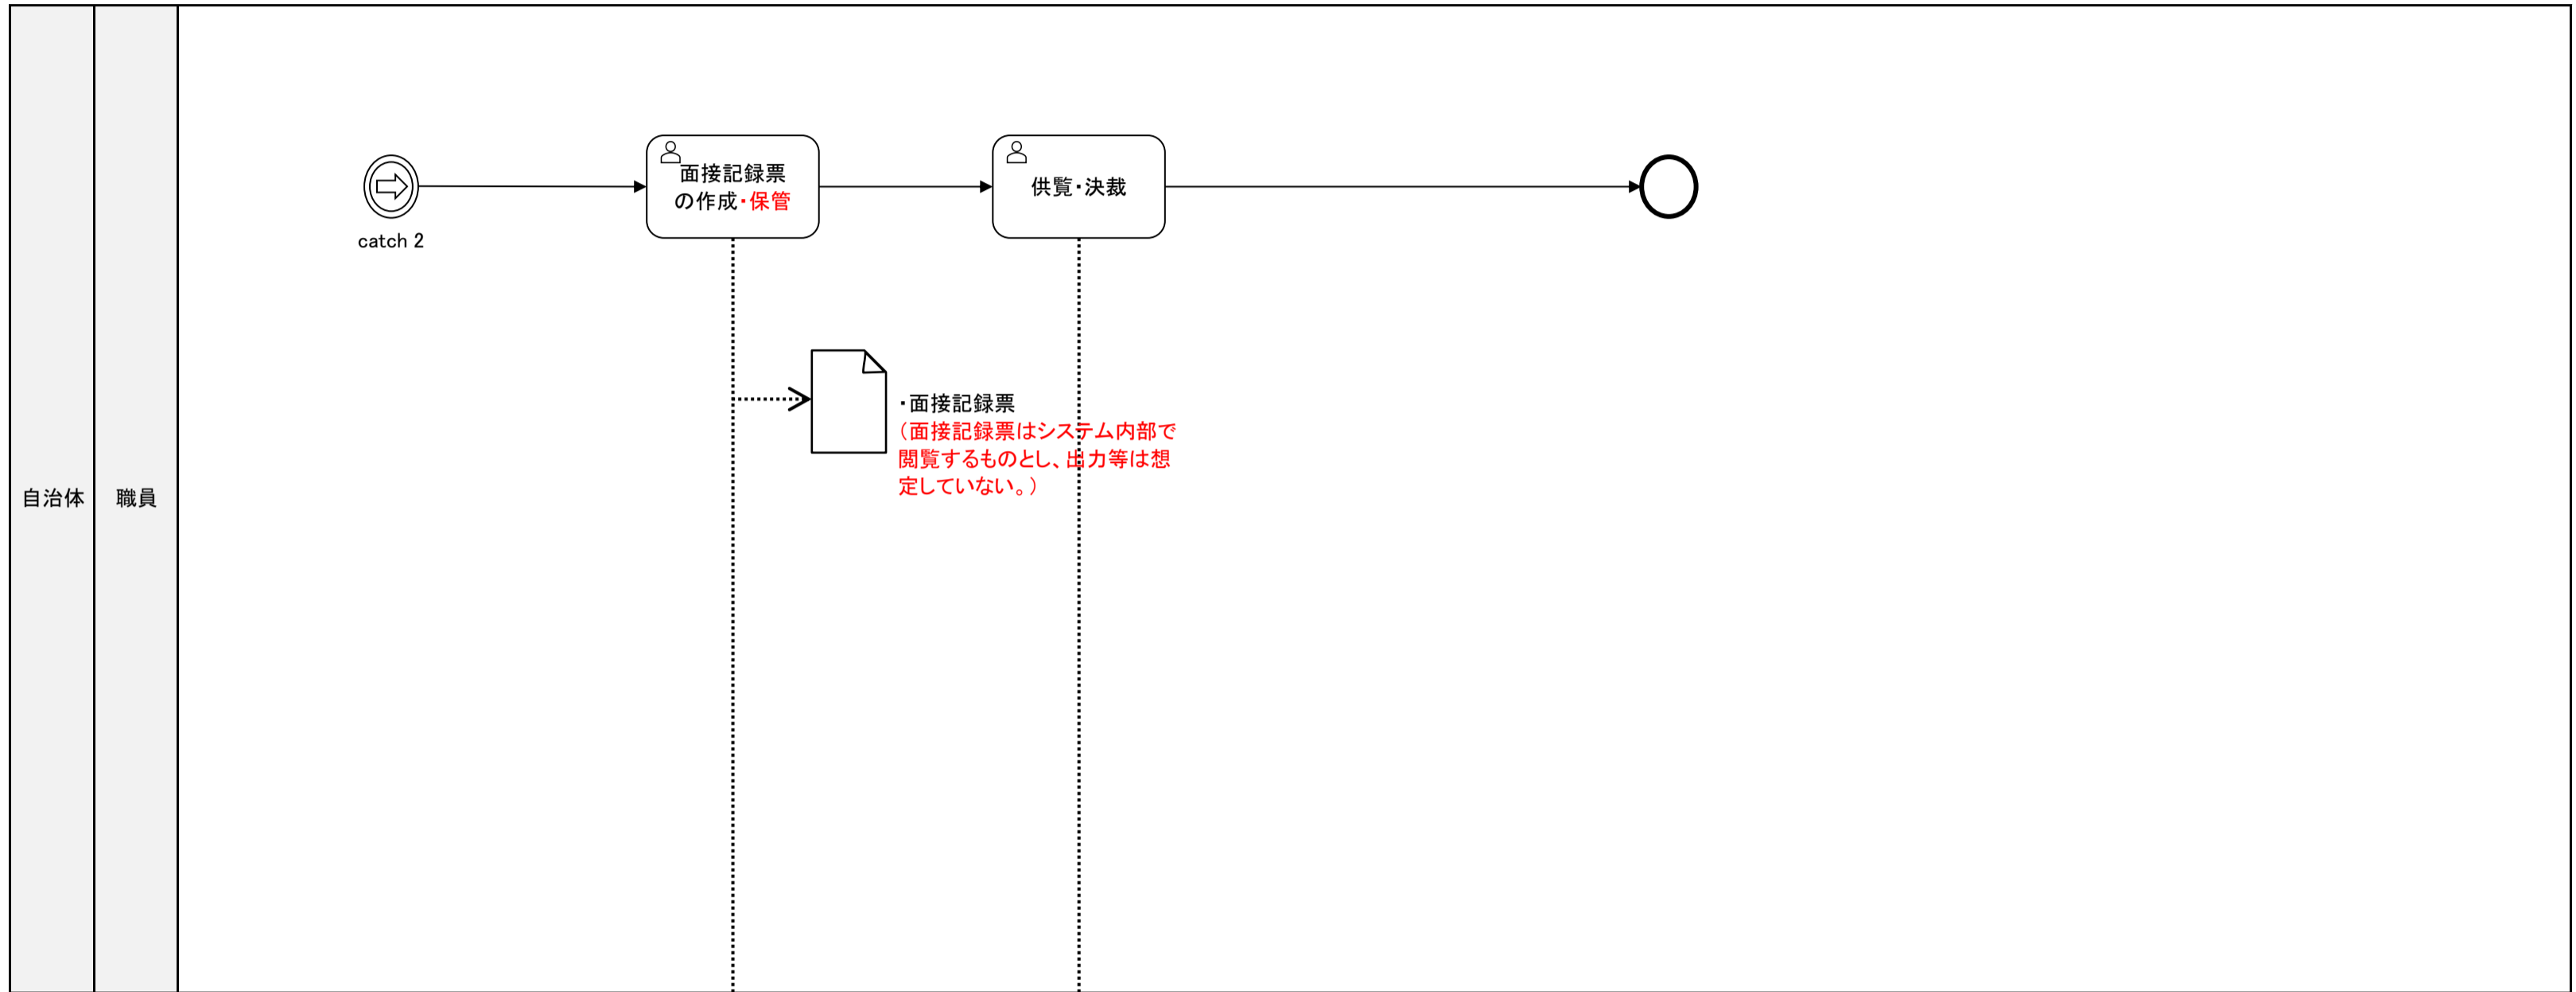 自治体
職員
catch 2
面接記録票
の作成・保管
供覧・決裁
・面接記録票
（面接記録票はシステム内部で
閲覧するものとし、出力等は想
定していない。）